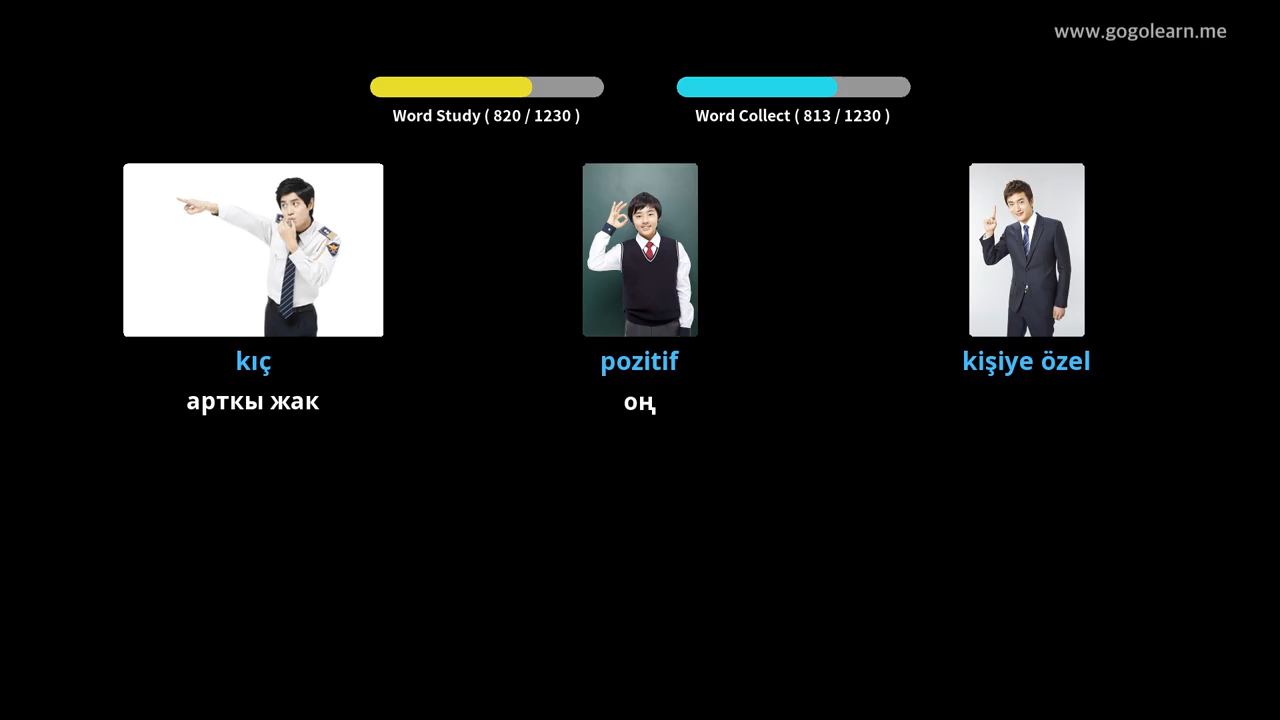 www.gogolearn.me
Word Study ( 820 / 1230 )
Word Collect ( 813 / 1230 )
kıç
pozitif
kişiye özel
арткы жак
оң